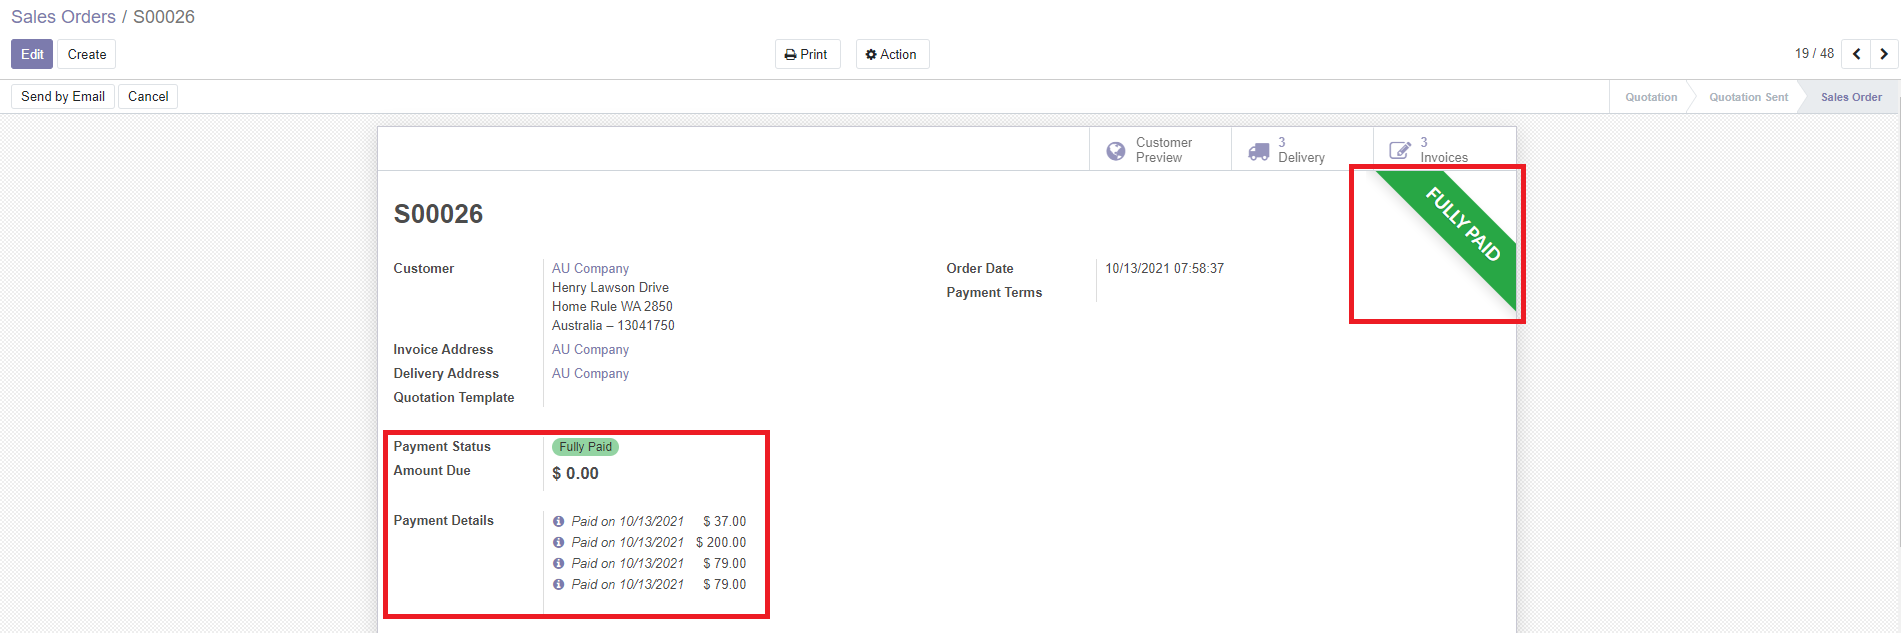 Sales Orders / S00026
Edit Create Print Action 19 / 48
Send by Email Cancel Quotation Quotation Sent Sales Order
Customer Preview
3 Delivery
3 Invoices
FULLY PAID
S00026
Customer AU Company
Henry Lawson Drive
Home Rule WA 2850
Australia – 13041750
Order Date 10/13/2021 07:58:37
Payment Terms
Invoice Address AU Company
Delivery Address AU Company
Quotation Template
Payment Status Fully Paid
Amount Due $ 0.00
Payment Details Paid on 10/13/2021 $ 37.00
Paid on 10/13/2021 $ 200.00
Paid on 10/13/2021 $ 79.00
Paid on 10/13/2021 $ 79.00